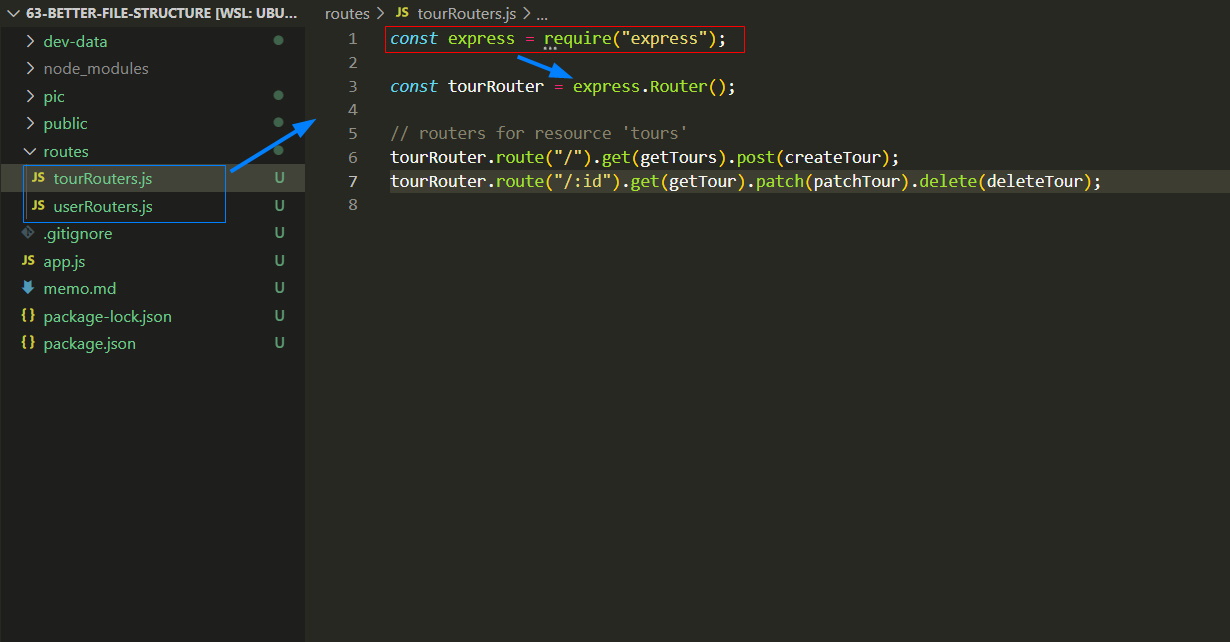 63-BETTER-FILE-STRUCTURE [WSL: UBU...
dev-data
node_modules
pic
public
routes
JS tourRouters.js U
JS userRouters.js U
.gitignore U
JS app.js U
memo.md U
{} package-lock.json U
{} package.json U
routes > JS tourRouters.js > ...
1 const express = require("express");
2
3 const tourRouter = express.Router();
4
5 // routers for resource 'tours'
6 tourRouter.route("/").get(getTours).post(createTour);
7 tourRouter.route("/:id").get(getTour).patch(patchTour).delete(deleteTour);
8